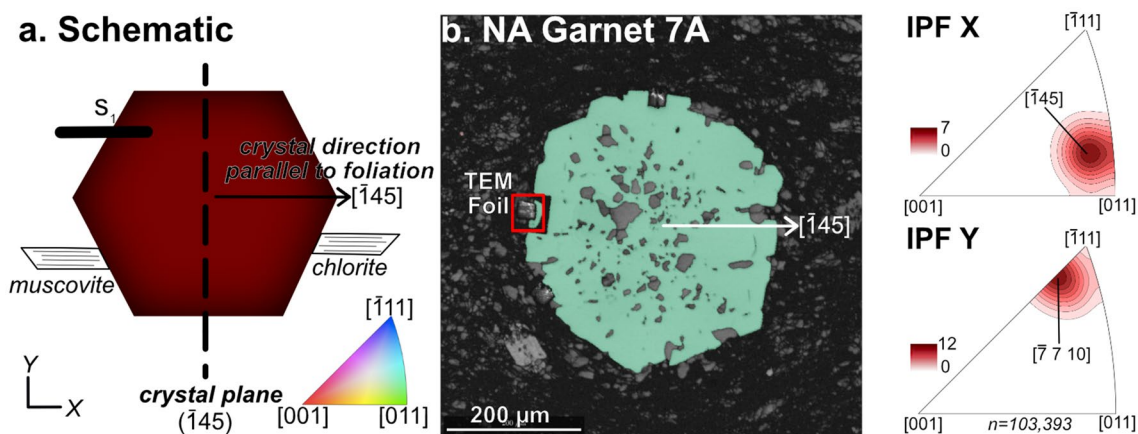 a. Schematic
S₁
crystal direction
parallel to foliation
[1̄45]
muscovite
chlorite
Y
X
crystal plane
(1̄45)
[1̄11]
[001]
[011]
b. NA Garnet 7A
TEM
Foil
[1̄45]
200 µm
IPF X
[1̄11]
[1̄45]
7
0
[001]
[011]
IPF Y
[1̄11]
12
0
[7̄ 7 10]
[001]
n=103,393
[011]